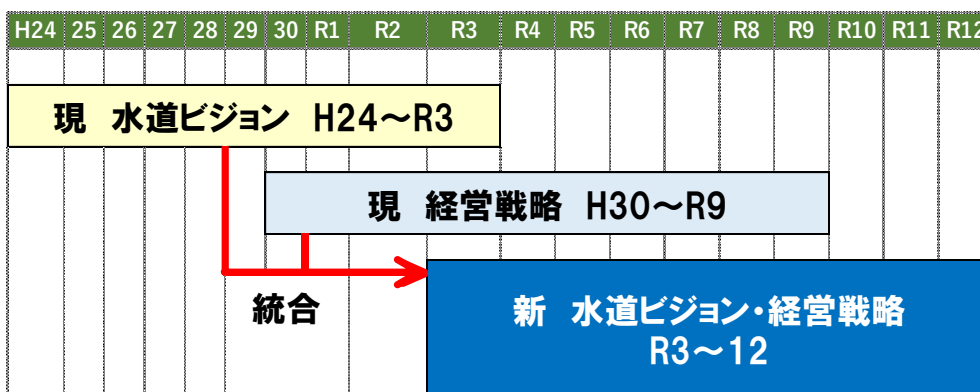 H24 25 26 27 28 29 30 R1 R2 R3 R4 R5 R6 R7 R8 R9 R10 R11 R12
現 水道ビジョン H24～R3
現 経営戦略 H30～R9
統合
新 水道ビジョン・経営戦略
R3～12